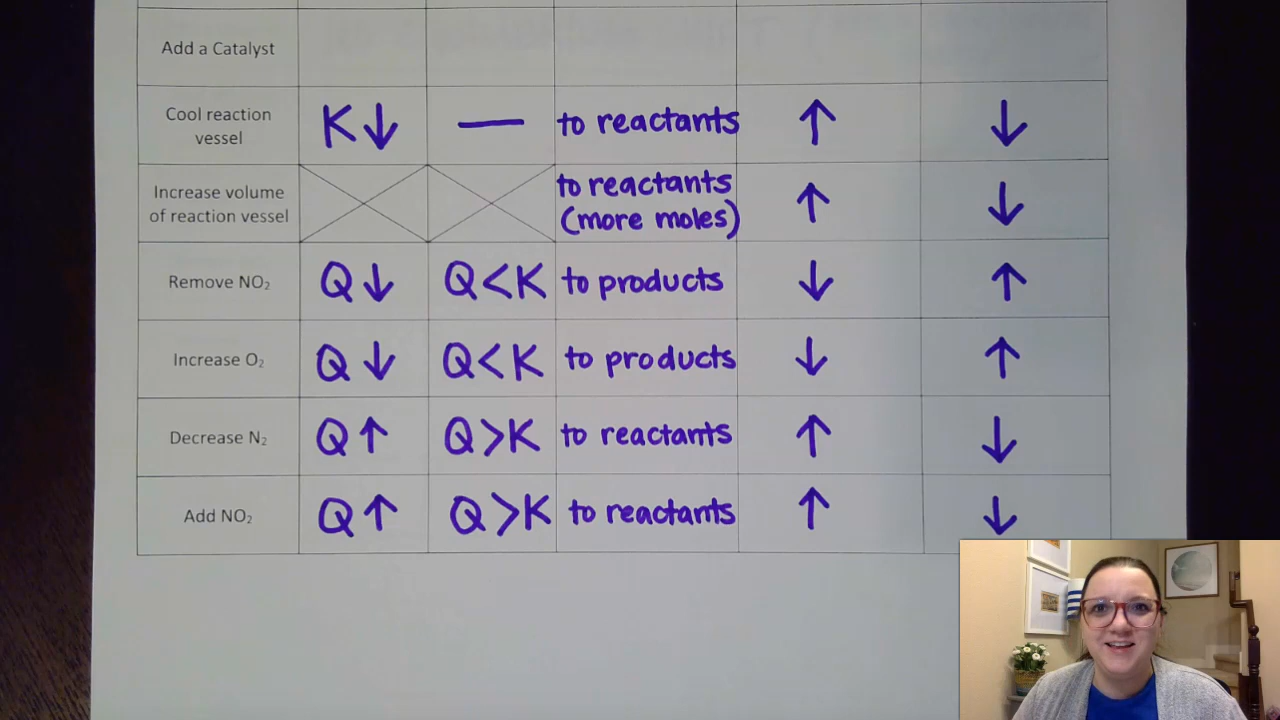 Add a Catalyst
Cool reaction
vessel
K↓
—
to reactants
↑
↓
Increase volume
of reaction vessel
to reactants
(more moles)
↑
↓
Remove NO₂
Q↓
Q<K
to products
↓
↑
Increase O₂
Q↓
Q<K
to products
↓
↑
Decrease N₂
Q↑
Q>K
to reactants
↑
↓
Add NO₂
Q↑
Q>K
to reactants
↑
↓